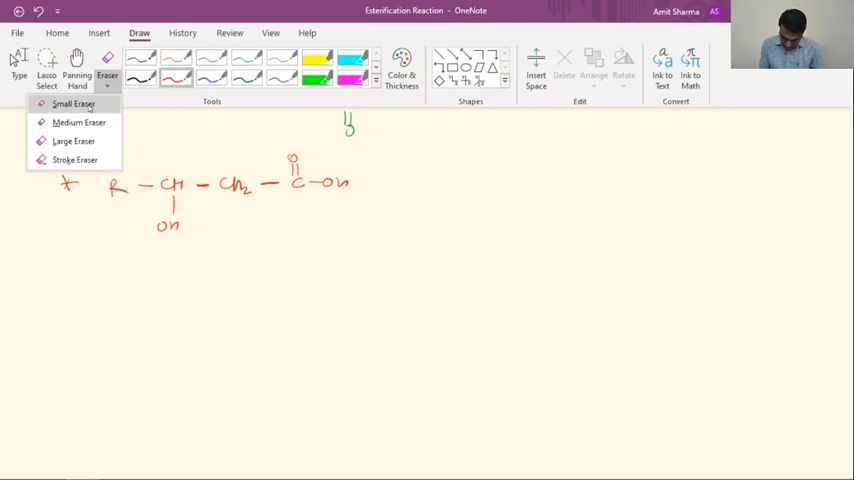 Esterification Reaction - OneNote
Amit Sharma AS
File Home Insert Draw History Review View Help
Type Lasso Select Panning Hand Eraser Color & Thickness Insert Space Delete Arrange Rotate Ink to Text Ink to Math
Tools Shapes Edit Convert
Small Eraser
Medium Eraser
Large Eraser
Stroke Eraser
O
O
* R - CH - CH2 - C - OH
OH